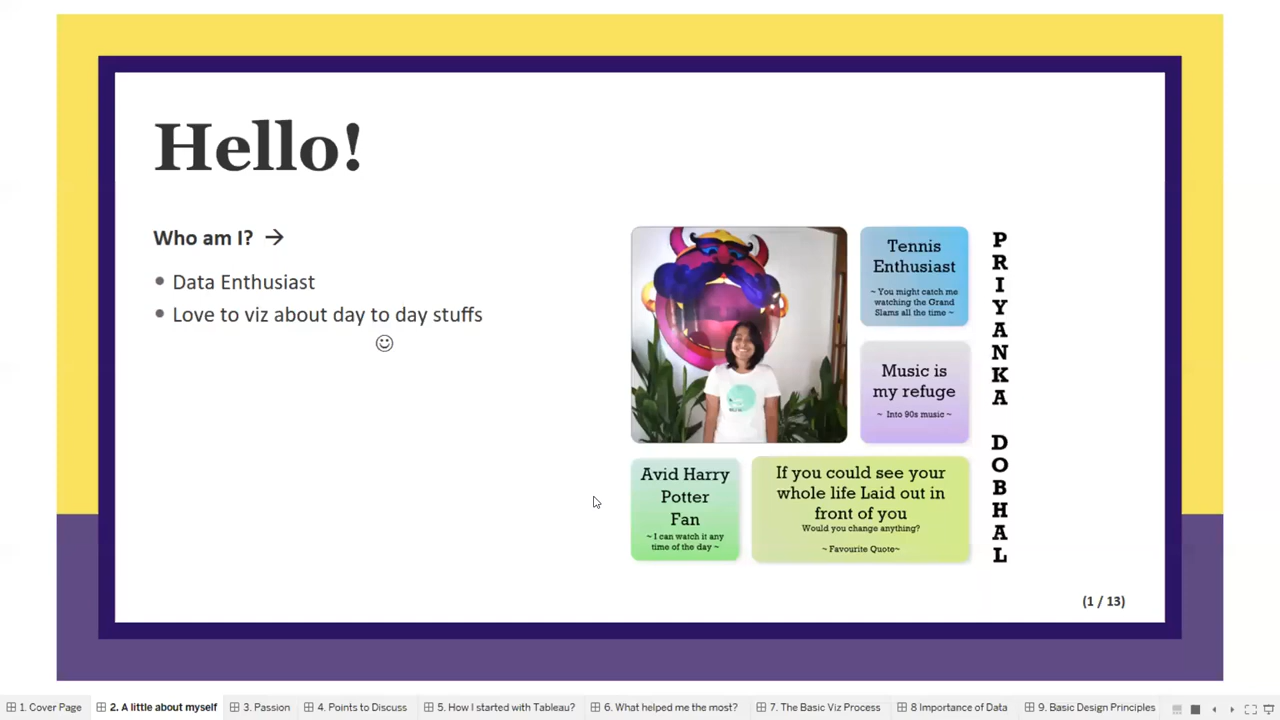 Hello!
Who am I? →
• Data Enthusiast
• Love to viz about day to day stuffs
☺
Tennis
Enthusiast
~ You might catch me
watching the Grand
Slams all the time ~
Music is
my refuge
~ Into 90s music ~
Avid Harry
Potter
Fan
~ I can watch it any
time of the day ~
If you could see your
whole life Laid out in
front of you
Would you change anything?
~ Favourite Quote~
PRIYANKA DOBHAL
(1 / 13)
1. Cover Page
2. A little about myself
3. Passion
4. Points to Discuss
5. How I started with Tableau?
6. What helped me the most?
7. The Basic Viz Process
8 Importance of Data
9. Basic Design Principles